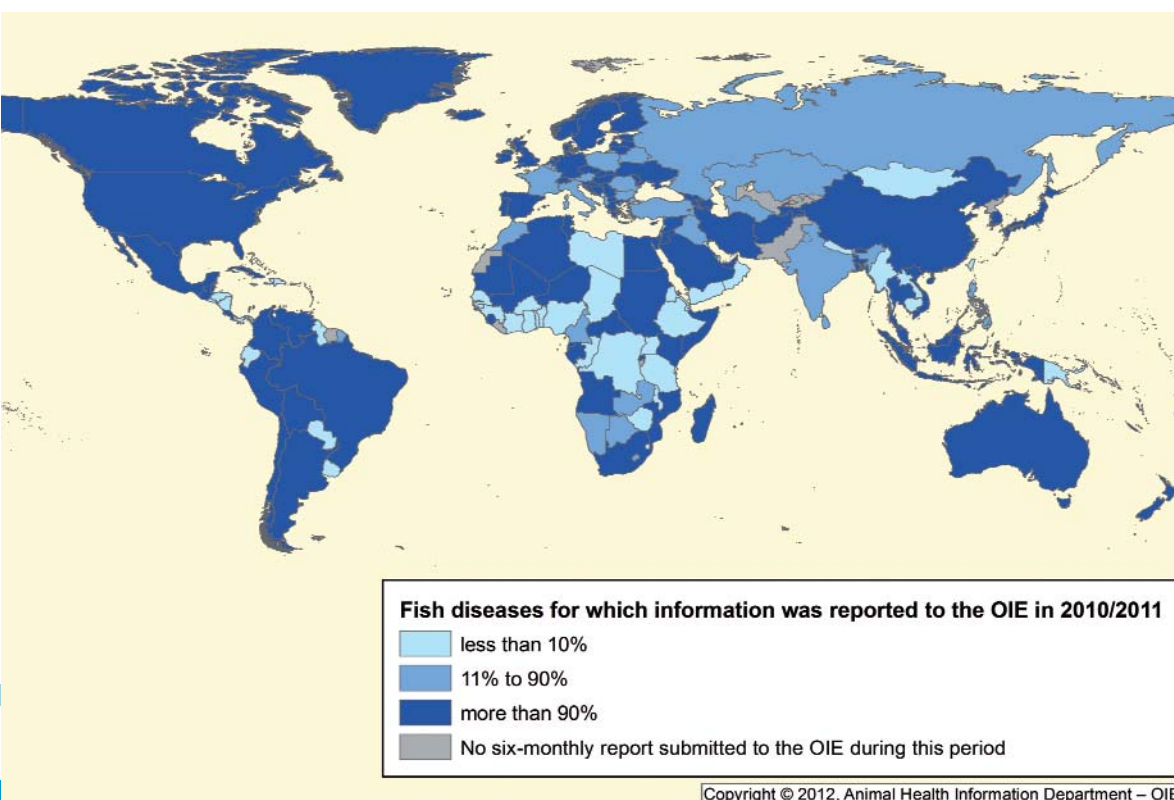 Fish diseases for which information was reported to the OIE in 2010/2011
less than 10%
11% to 90%
more than 90%
No six-monthly report submitted to the OIE during this period
Copyright © 2012, Animal Health Information Department – OIE